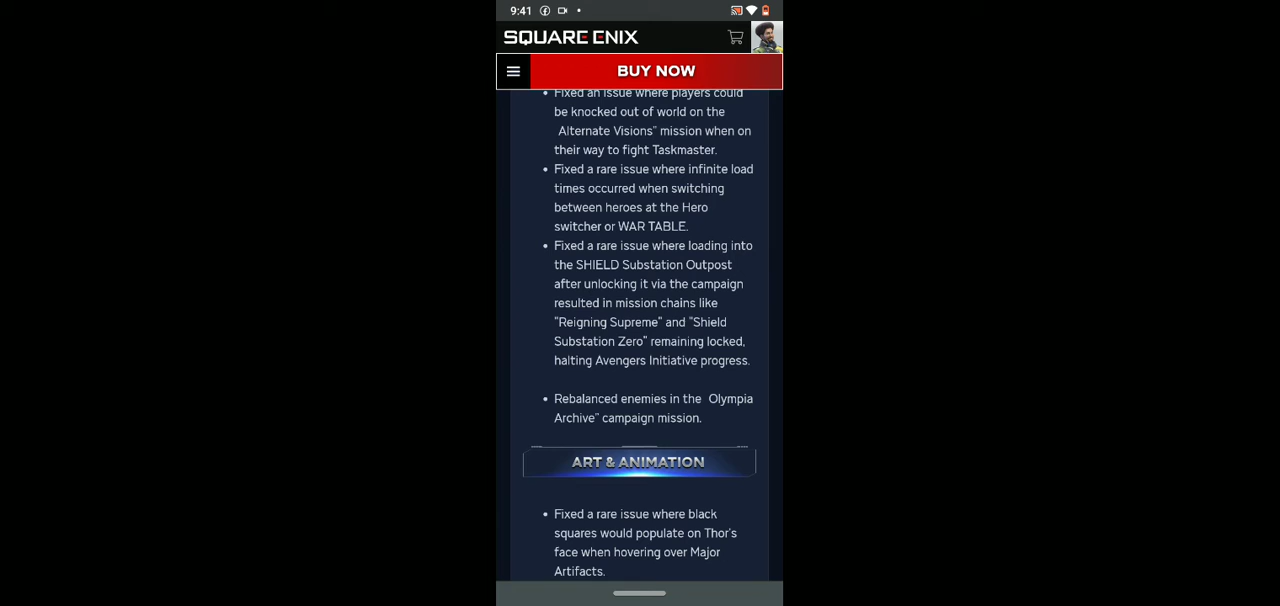 9:41
SQUARE ENIX
BUY NOW
Fixed an issue where players could
be knocked out of world on the
Alternate Visions" mission when on
their way to fight Taskmaster.
Fixed a rare issue where infinite load
times occurred when switching
between heroes at the Hero
switcher or WAR TABLE.
Fixed a rare issue where loading into
the SHIELD Substation Outpost
after unlocking it via the campaign
resulted in mission chains like
"Reigning Supreme" and "Shield
Substation Zero" remaining locked,
halting Avengers Initiative progress.
Rebalanced enemies in the Olympia
Archive" campaign mission.
ART & ANIMATION
Fixed a rare issue where black
squares would populate on Thor's
face when hovering over Major
Artifacts.